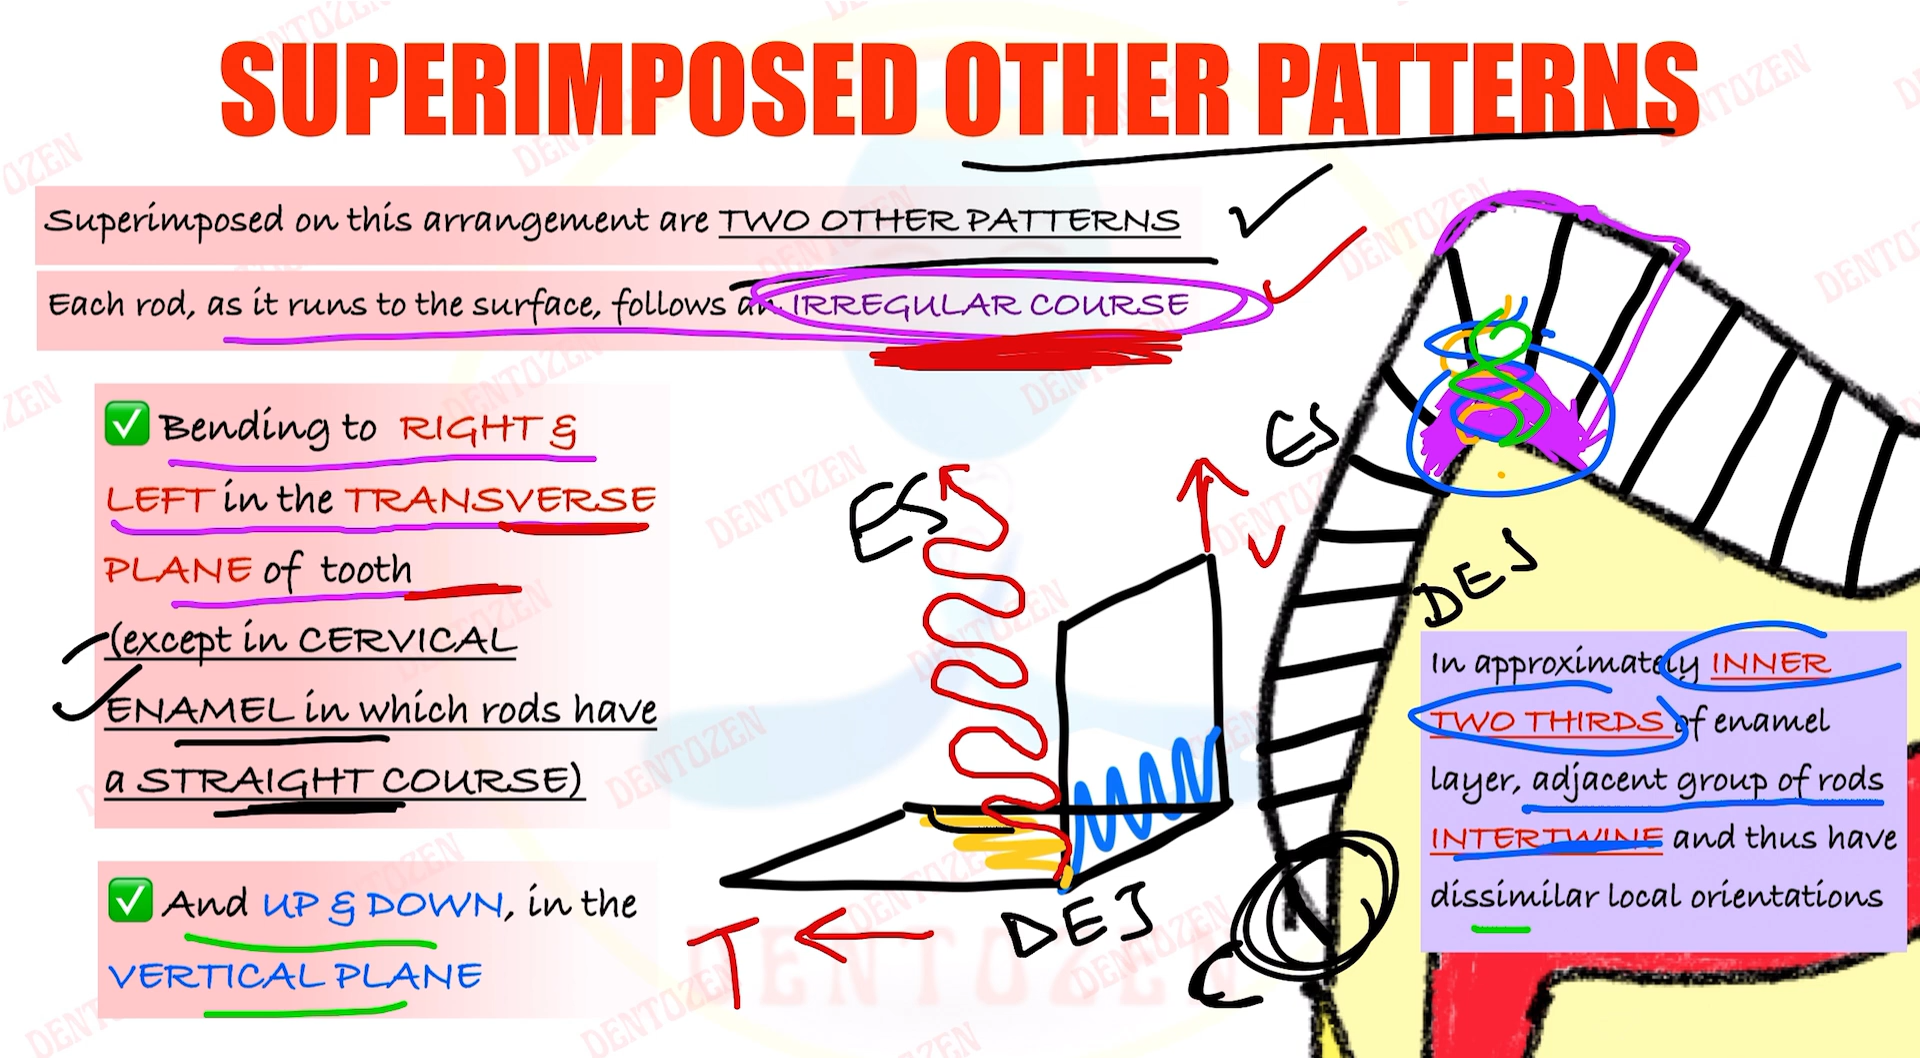 SUPERIMPOSED OTHER PATTERNS
Superimposed on this arrangement are TWO OTHER PATTERNS
Each rod, as it runs to the surface, follows an IRREGULAR COURSE
✅ Bending to RIGHT &
LEFT in the TRANSVERSE
PLANE of tooth
(except in CERVICAL
ENAMEL in which rods have
a STRAIGHT COURSE)
✅ And UP & DOWN, in the
VERTICAL PLANE
ES
V
T
DEJ
ES
DEJ
C
In approximately INNER
TWO THIRDS of enamel
layer, adjacent group of rods
INTERTWINE and thus have
dissimilar local orientations
DENTOZEN